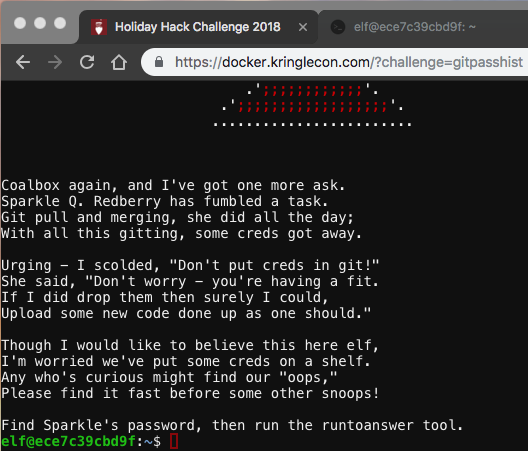 Holiday Hack Challenge 2018
elf@ece7c39cbd9f: ~
https://docker.kringlecon.com/?challenge=gitpasshist
.';;;;;;;;;;;;'.
.';;;;;;;;;;;;;;;;;;'.
........................
Coalbox again, and I've got one more ask.
Sparkle Q. Redberry has fumbled a task.
Git pull and merging, she did all the day;
With all this gitting, some creds got away.
Urging - I scolded, "Don't put creds in git!"
She said, "Don't worry - you're having a fit.
If I did drop them then surely I could,
Upload some new code done up as one should."
Though I would like to believe this here elf,
I'm worried we've put some creds on a shelf.
Any who's curious might find our "oops,"
Please find it fast before some other snoops!
Find Sparkle's password, then run the runtoanswer tool.
elf@ece7c39cbd9f:~$